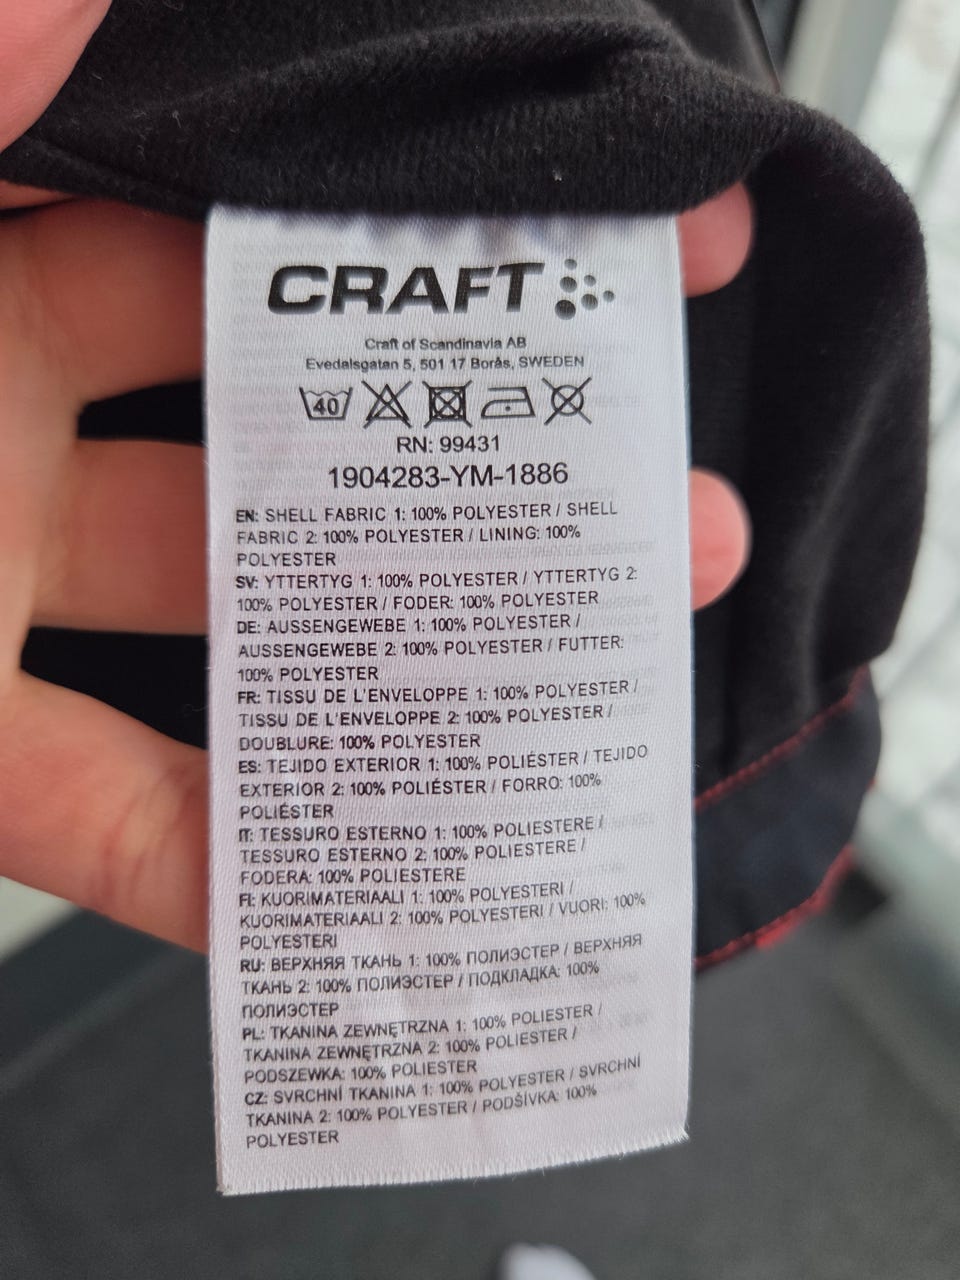 CRAFT
Craft of Scandinavia AB
Evedalsgatan 5, 501 17 Borås, SWEDEN
40
RN: 99431
1904283-YM-1886
EN: SHELL FABRIC 1: 100% POLYESTER / SHELL
FABRIC 2: 100% POLYESTER / LINING: 100%
POLYESTER
SV: YTTERTYG 1: 100% POLYESTER / YTTERTYG 2:
100% POLYESTER / FODER: 100% POLYESTER
DE: AUSSENGEWEBE 1: 100% POLYESTER /
AUSSENGEWEBE 2: 100% POLYESTER / FUTTER:
100% POLYESTER
FR: TISSU DE L'ENVELOPPE 1: 100% POLYESTER /
TISSU DE L'ENVELOPPE 2: 100% POLYESTER /
DOUBLURE: 100% POLYESTER
ES: TEJIDO EXTERIOR 1: 100% POLIÉSTER / TEJIDO
EXTERIOR 2: 100% POLIÉSTER / FORRO: 100%
POLIÉSTER
IT: TESSURO ESTERNO 1: 100% POLIESTERE /
TESSURO ESTERNO 2: 100% POLIESTERE /
FODERA: 100% POLIESTERE
FI: KUORIMATERIAALI 1: 100% POLYESTERI /
KUORIMATERIAALI 2: 100% POLYESTERI / VUORI: 100%
POLYESTERI
RU: ВЕРХНЯЯ ТКАНЬ 1: 100% ПОЛИЭСТЕР / ВЕРХНЯЯ
ТКАНЬ 2: 100% ПОЛИЭСТЕР / ПОДКЛАДКА: 100%
ПОЛИЭСТЕР
PL: TKANINA ZEWNĘTRZNA 1: 100% POLIESTER /
TKANINA ZEWNĘTRZNA 2: 100% POLIESTER /
PODSZEWKA: 100% POLIESTER
CZ: SVRCHNÍ TKANINA 1: 100% POLYESTER / SVRCHNÍ
TKANINA 2: 100% POLYESTER / PODŠÍVKA: 100%
POLYESTER